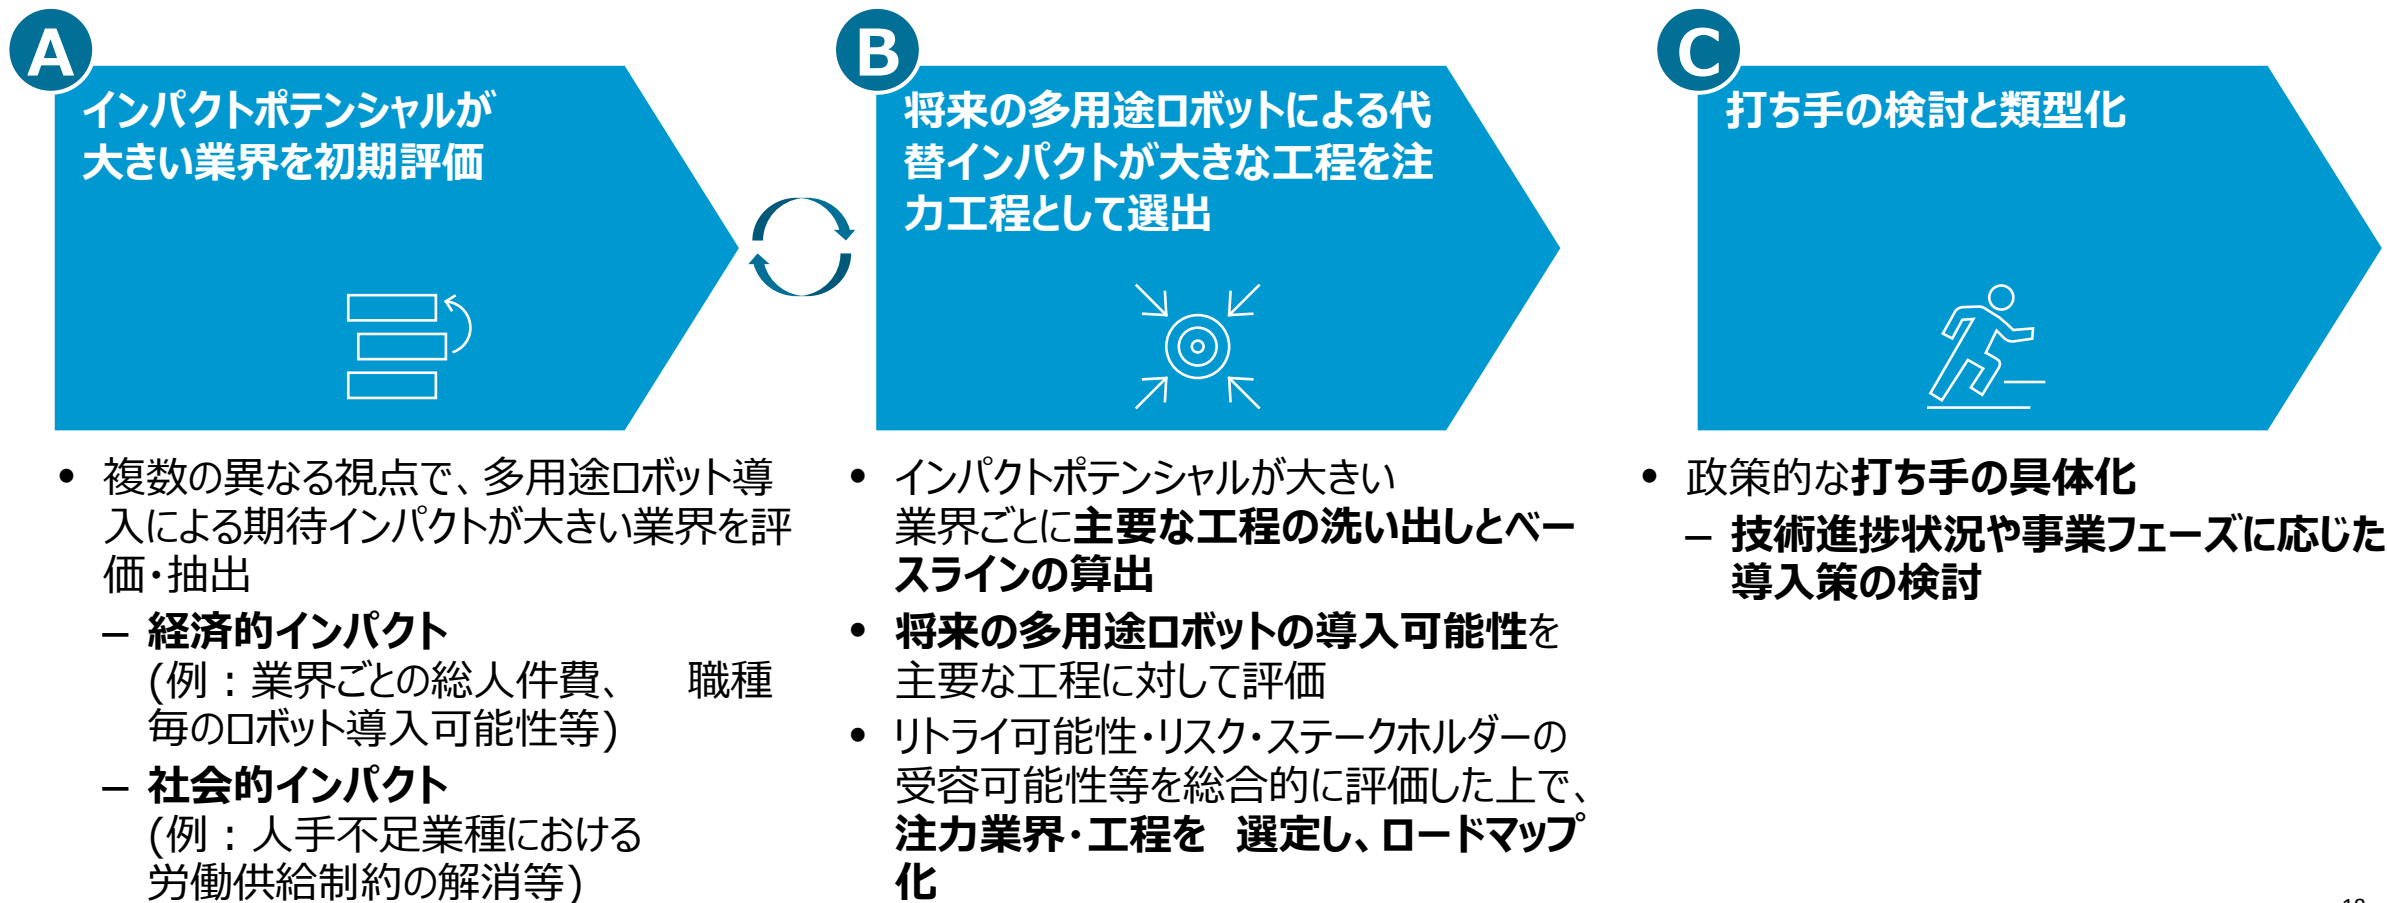 A
インパクトポテンシャルが
大きい業界を初期評価
• 複数の異なる視点で、多用途ロボット導
入による期待インパクトが大きい業界を評
価・抽出
– 経済的インパクト
(例：業界ごとの総人件費、　職種
毎のロボット導入可能性等)
– 社会的インパクト
(例：人手不足業種における
労働供給制約の解消等)
B
将来の多用途ロボットによる代
替インパクトが大きな工程を注
力工程として選出
• インパクトポテンシャルが大きい
業界ごとに主要な工程の洗い出しとベー
スラインの算出
• 将来の多用途ロボットの導入可能性を
主要な工程に対して評価
• リトライ可能性・リスク・ステークホルダーの
受容可能性等を総合的に評価した上で、
注力業界・工程を　選定し、ロードマップ
化
C
打ち手の検討と類型化
• 政策的な打ち手の具体化
– 技術進捗状況や事業フェーズに応じた
導入策の検討